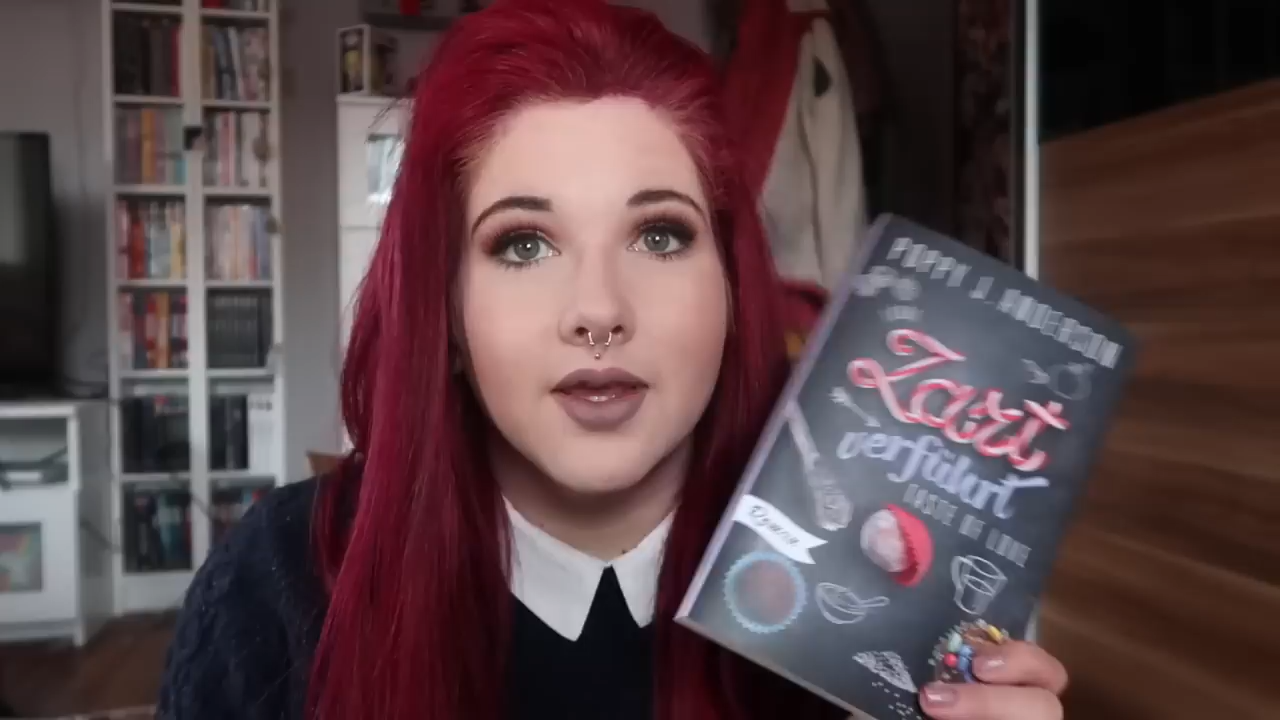 POPPY J. ANDERSON
Zart
verführt
TASTE OF LOVE
Roman